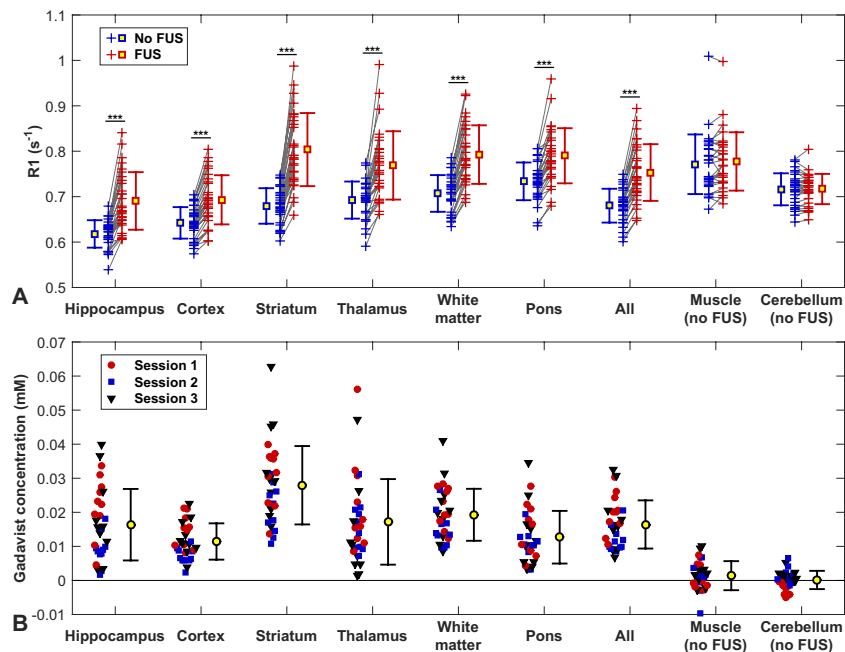 1.1
1
0.9
0.8
0.7
0.6
0.5
R1 (s⁻¹)
No FUS
FUS
*** *** *** *** *** *** ***
A
Hippocampus Cortex Striatum Thalamus White matter Pons All Muscle (no FUS) Cerebellum (no FUS)
0.07
0.06
0.05
0.04
0.03
0.02
0.01
0
-0.01
Gadavist concentration (mM)
Session 1
Session 2
Session 3
B
Hippocampus Cortex Striatum Thalamus White matter Pons All Muscle (no FUS) Cerebellum (no FUS)